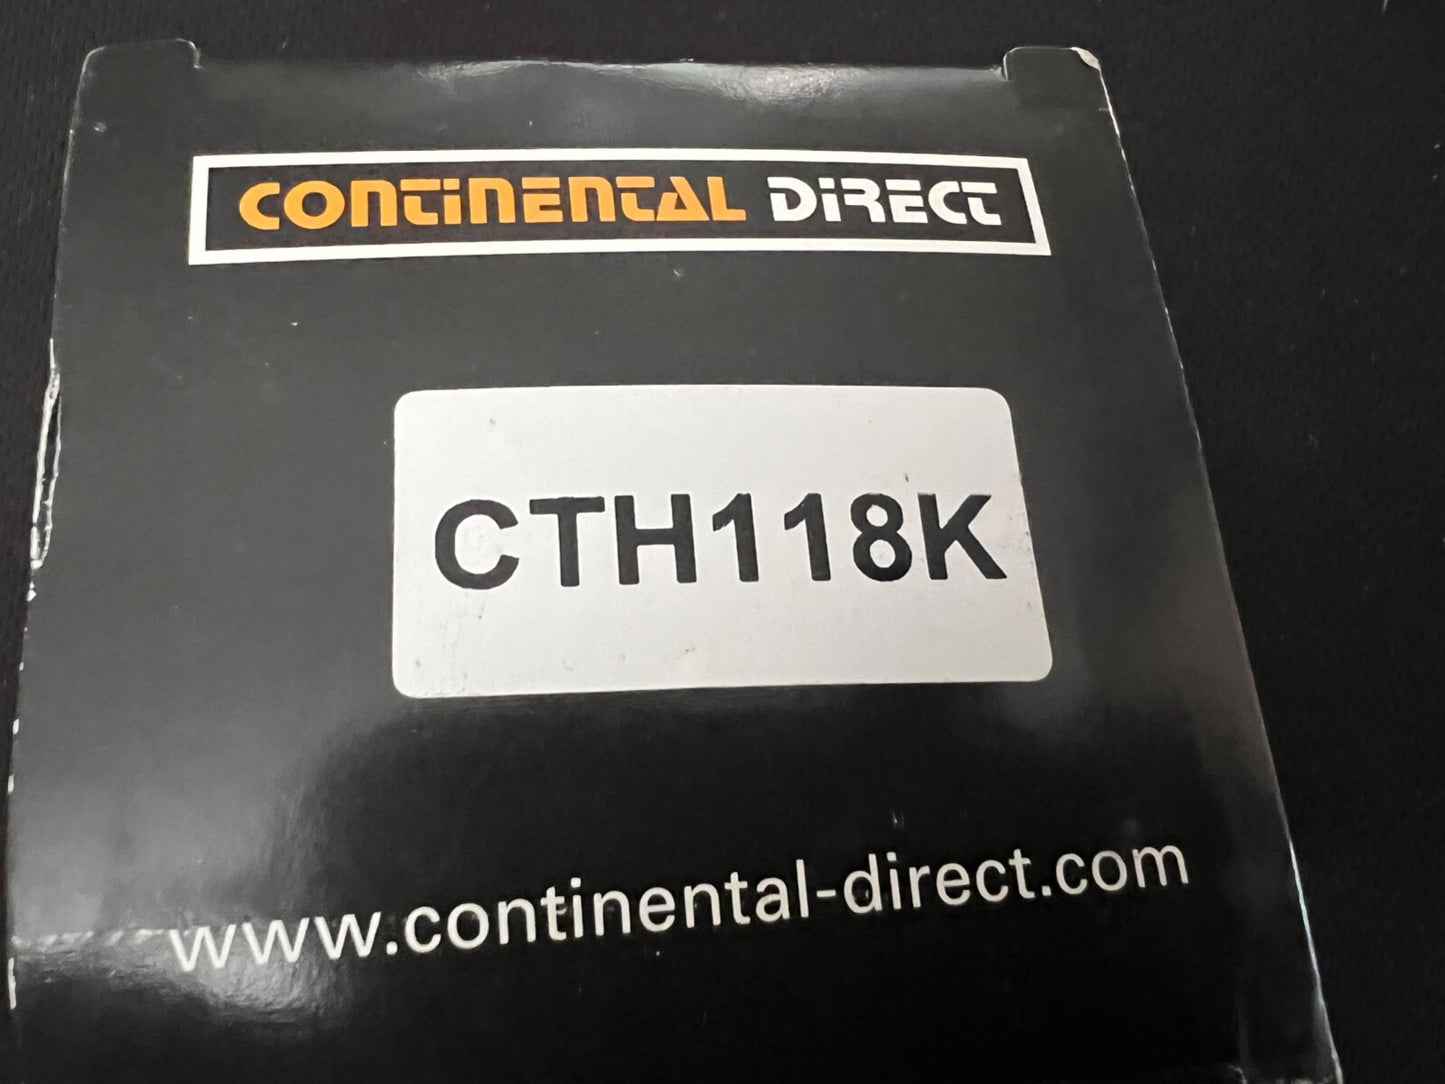 CONTINENTAL DIRECT
CTH118K
www.continental-direct.com